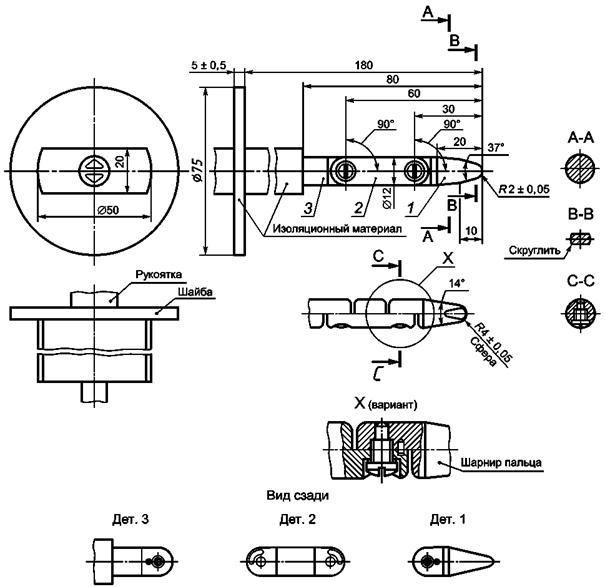 A
B
5 ± 0,5
180
80
60
30
90°
90°
20
37°
A-A
20
Ø75
Ø12
Ø50
3
2
1
B
R2 ± 0,05
B-B
Изоляционный материал
A
10
Скруглить
Рукоятка
Шайба
C
X
C-C
14°
R4 ± 0,05
Сфера
C
X (вариант)
Шарнир пальца
Вид сзади
Дет. 3
Дет. 2
Дет. 1